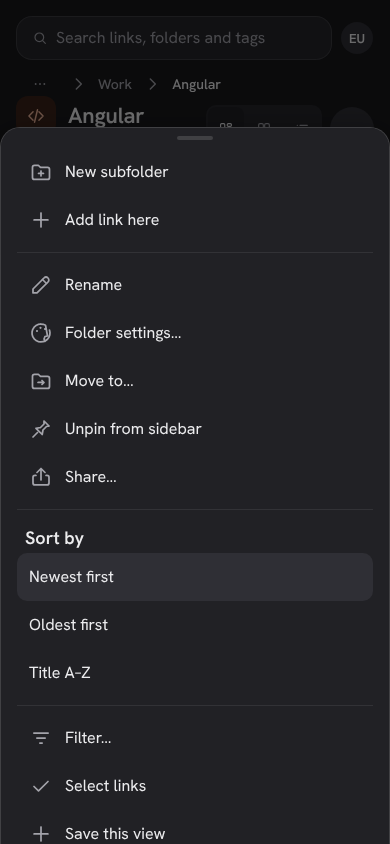 Search links, folders and tags
EU
... > Work > Angular
Angular
New subfolder
Add link here
Rename
Folder settings...
Move to...
Unpin from sidebar
Share...
Sort by
Newest first
Oldest first
Title A–Z
Filter...
Select links
Save this view